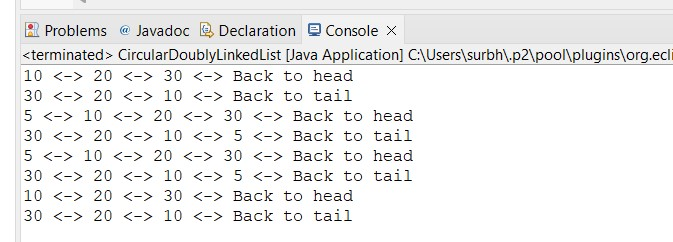 Problems @ Javadoc Declaration Console ×
<terminated> CircularDoublyLinkedList [Java Application] C:\Users\surbh\.p2\pool\plugins\org.ecli
10 <-> 20 <-> 30 <-> Back to head
30 <-> 20 <-> 10 <-> Back to tail
5 <-> 10 <-> 20 <-> 30 <-> Back to head
30 <-> 20 <-> 10 <-> 5 <-> Back to tail
5 <-> 10 <-> 20 <-> 30 <-> Back to head
30 <-> 20 <-> 10 <-> 5 <-> Back to tail
10 <-> 20 <-> 30 <-> Back to head
30 <-> 20 <-> 10 <-> Back to tail